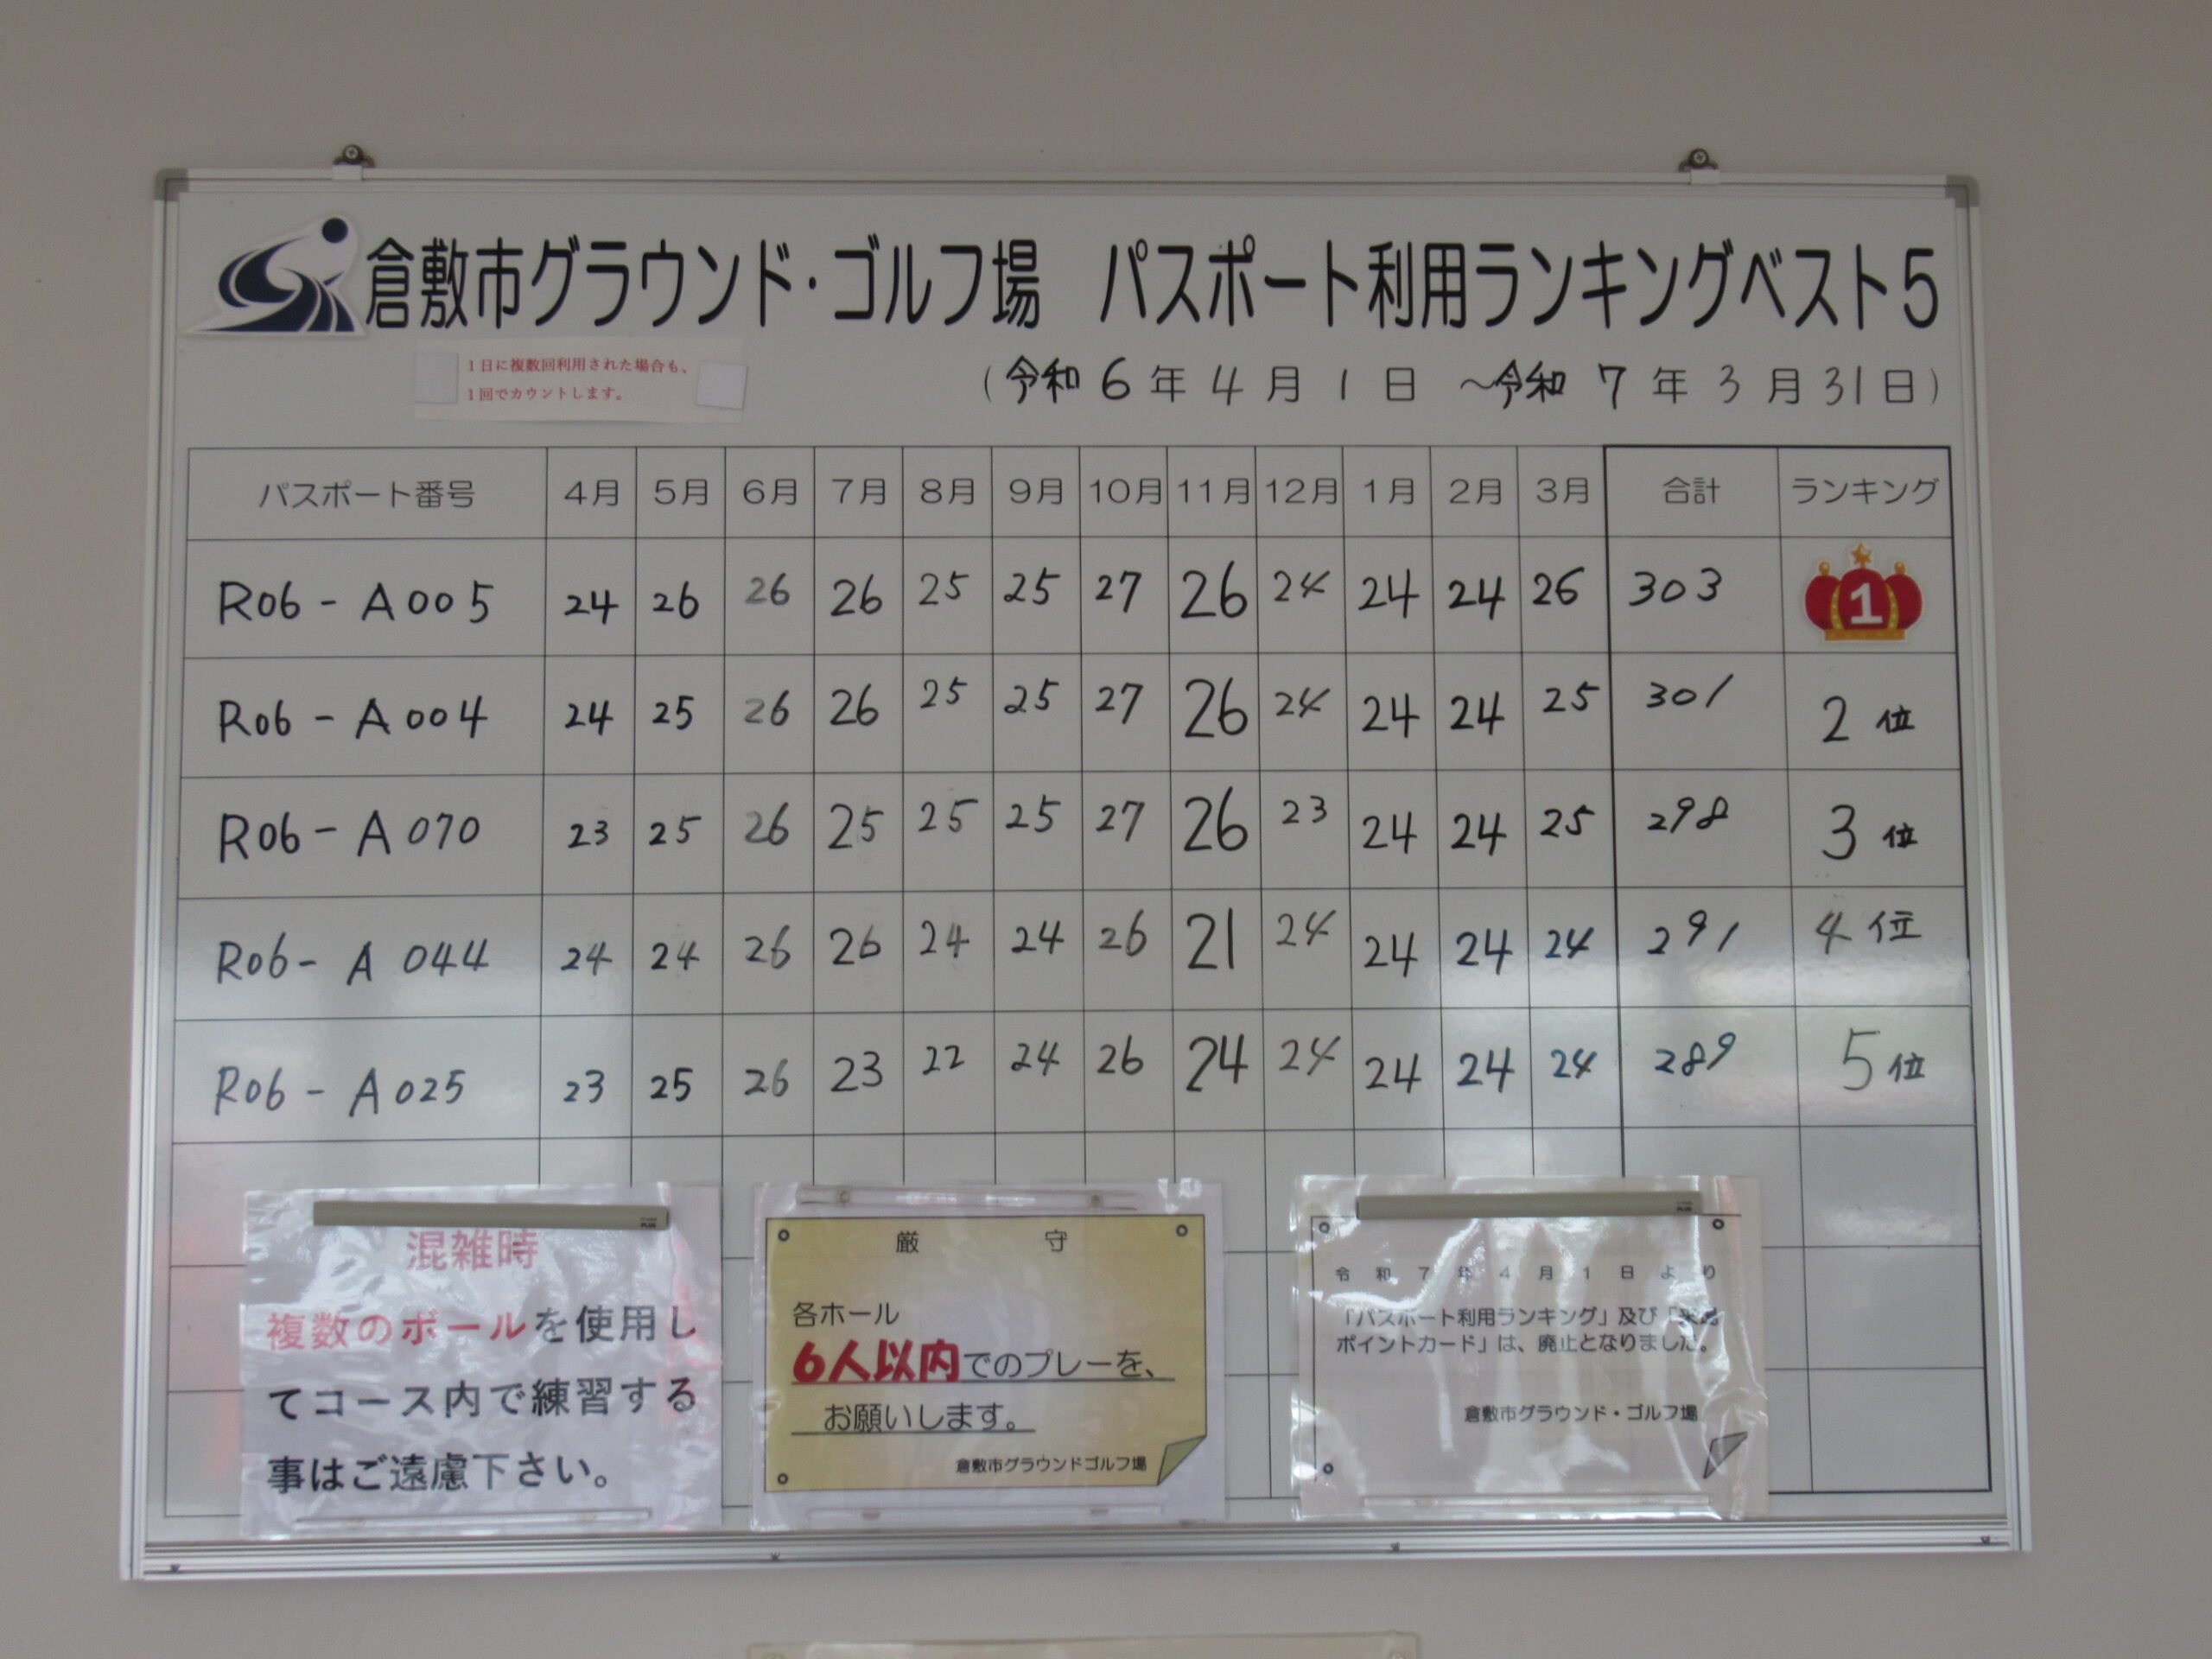 倉敷市グラウンド・ゴルフ場 パスポート利用ランキングベスト5
1日に複数回利用された場合も、
1回でカウントします。
(令和6年4月1日 ~令和7年3月31日)
パスポート番号 4月 5月 6月 7月 8月 9月 10月 11月 12月 1月 2月 3月 合計 ランキング
R06-A005 24 26 26 26 25 25 27 26 24 24 24 26 303 1
R06-A004 24 25 26 26 25 25 27 26 24 24 24 25 301 2位
R06-A070 23 25 26 25 25 25 27 26 23 24 24 25 298 3位
R06-A044 24 24 26 26 24 24 26 21 24 24 24 24 291 4位
R06-A025 23 25 26 23 22 24 26 24 24 24 24 24 289 5位
混雑時
複数のボールを使用し
てコース内で練習する
事はご遠慮下さい。
厳 守
各ホール
6人以内でのプレーを、
お願いします。
倉敷市グラウンドゴルフ場
令和7年4月1日より
「パスポート利用ランキング」及び「
ポイントカード」は、廃止となりました。
倉敷市グラウンド・ゴルフ場